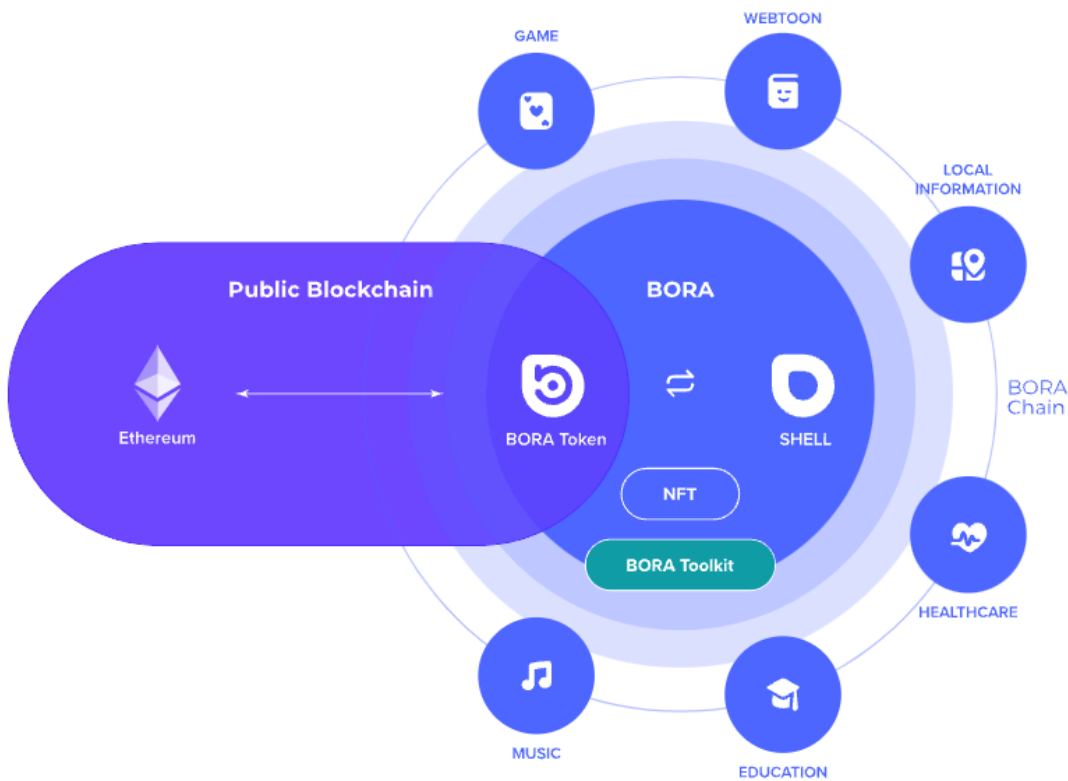 WEBTOON
GAME
LOCAL
INFORMATION
Public Blockchain
BORA
BORA
Chain
Ethereum
BORA Token
SHELL
NFT
BORA Toolkit
HEALTHCARE
MUSIC
EDUCATION